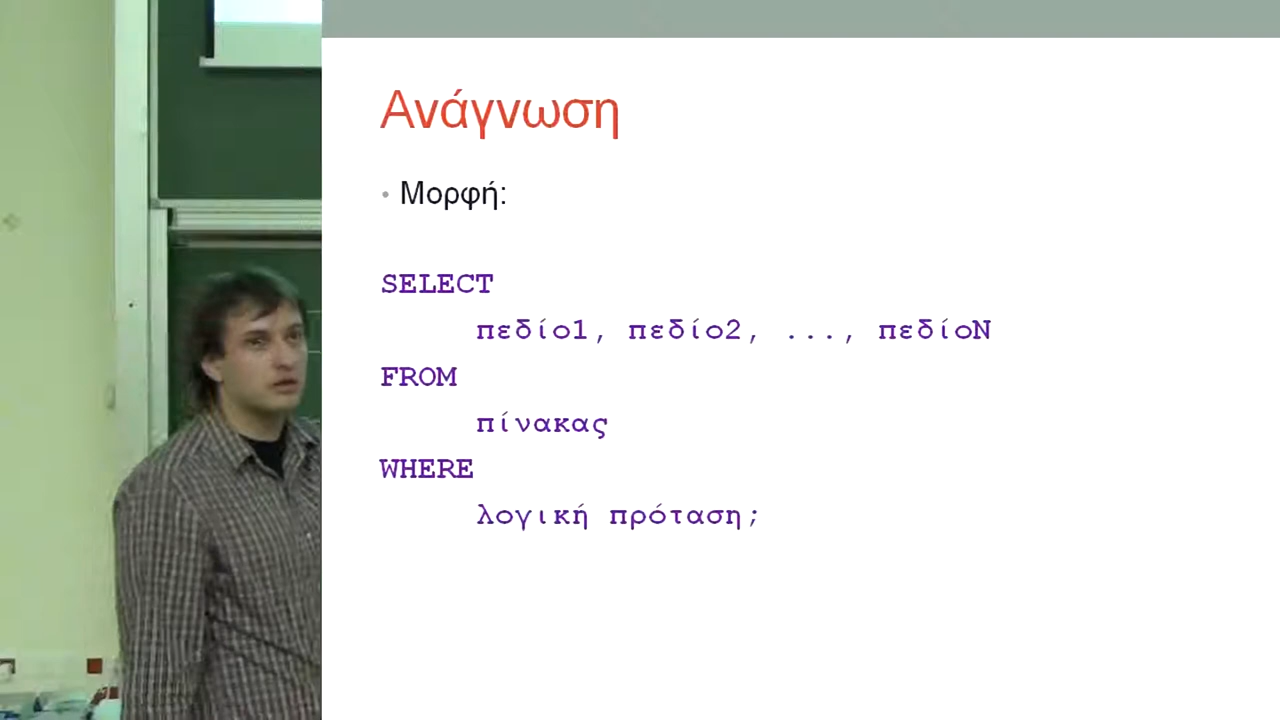 Ανάγνωση
• Μορφή:
SELECT
πεδίο1, πεδίο2, ..., πεδίοN
FROM
πίνακας
WHERE
λογική πρόταση;